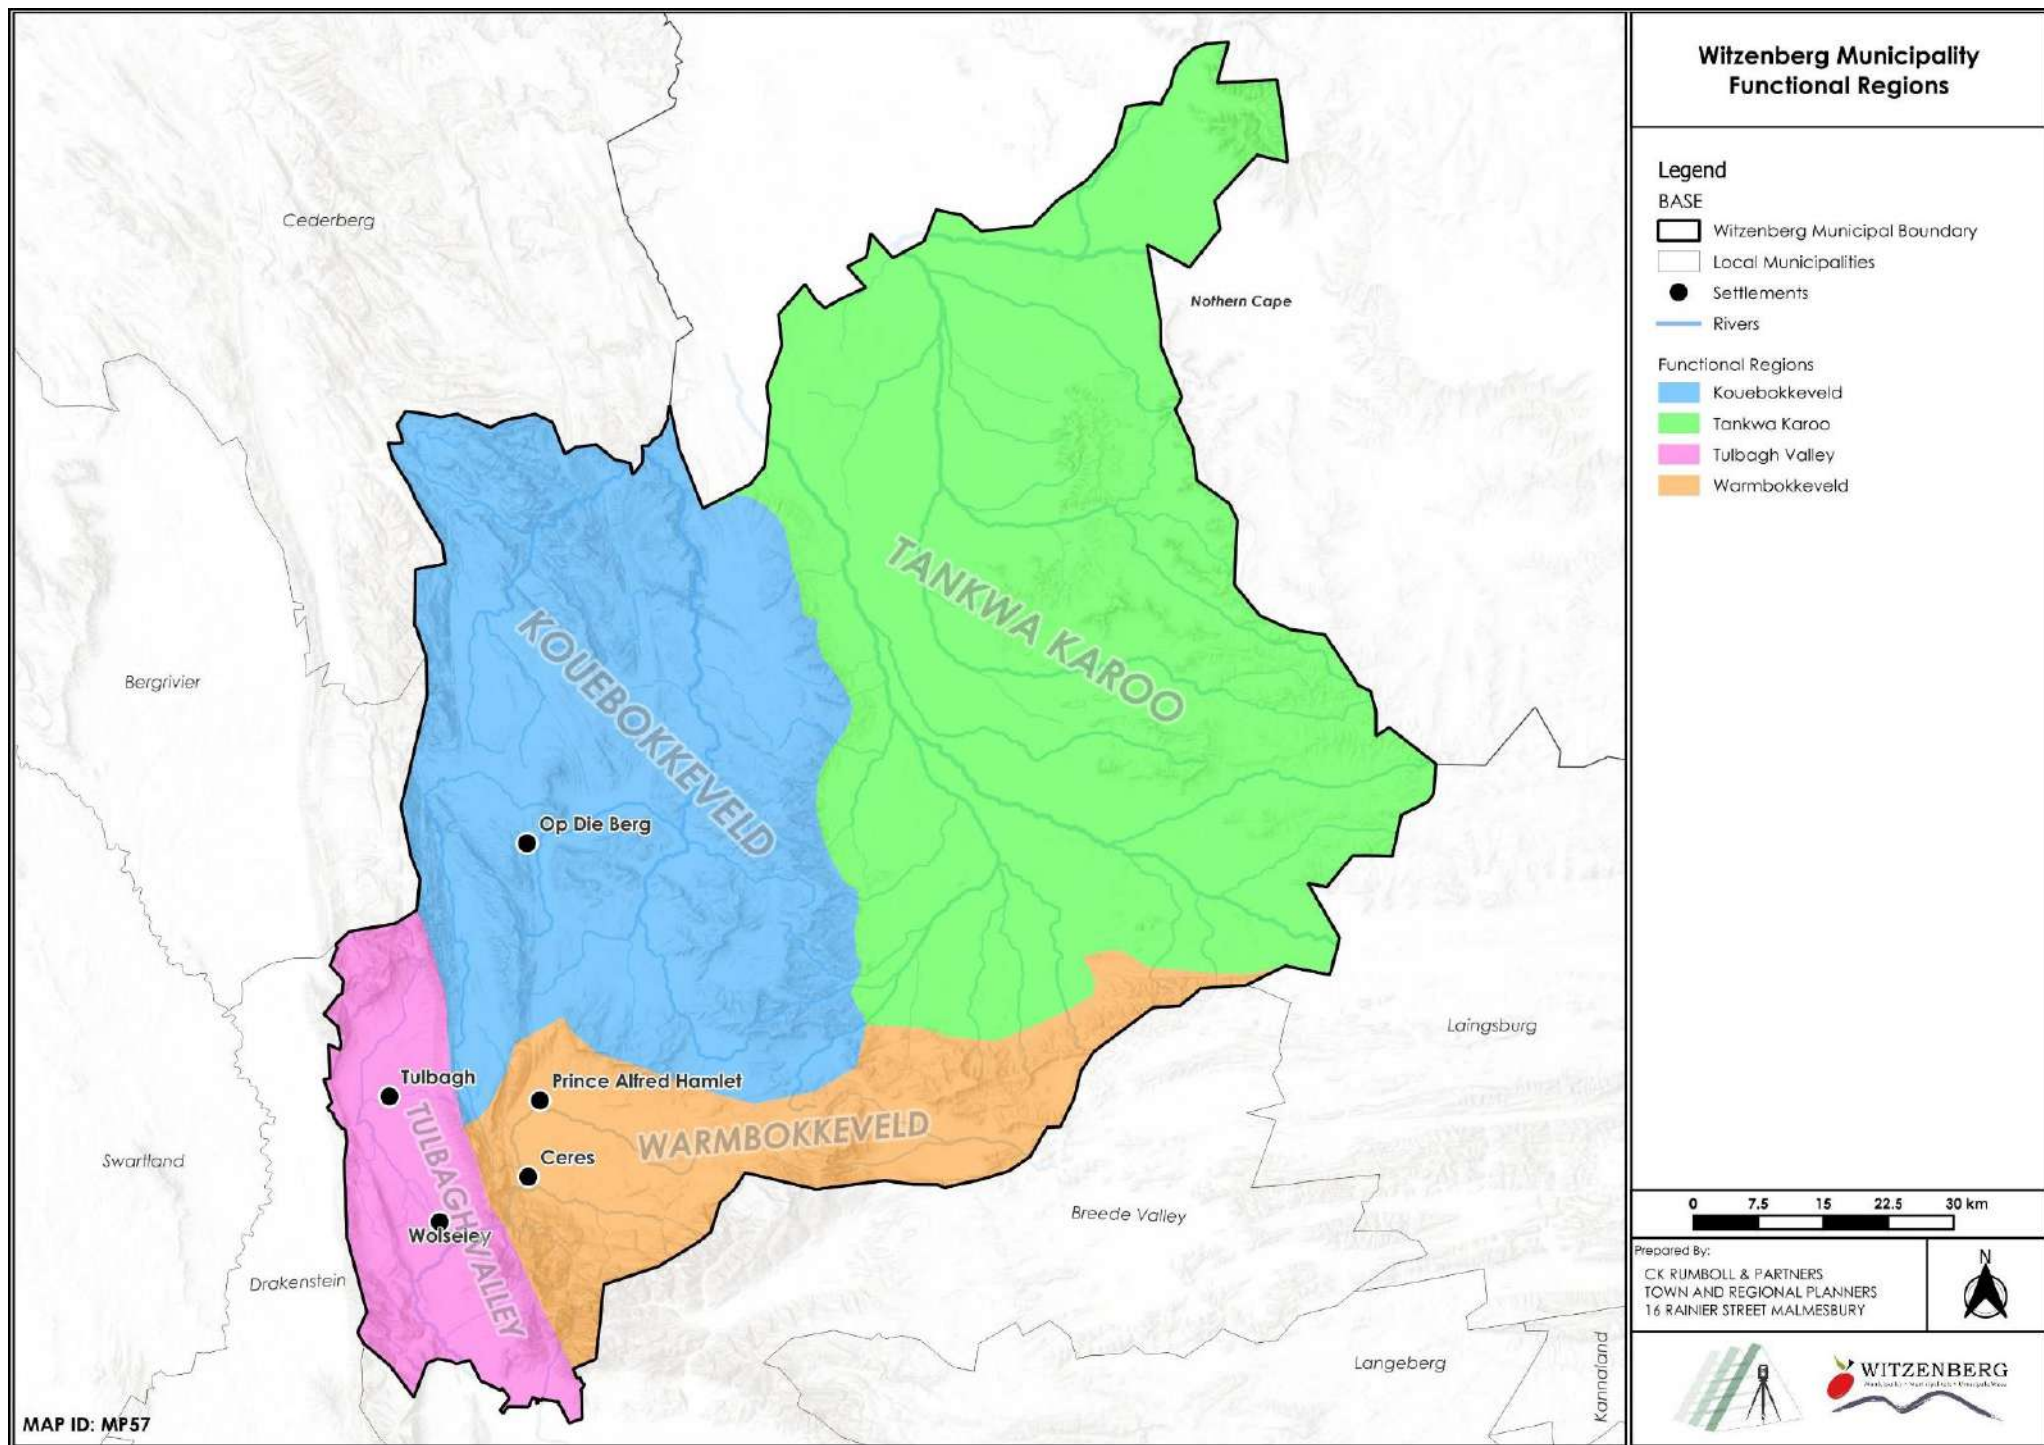 Witzenberg Municipality
Functional Regions
Legend
BASE
Witzenberg Municipal Boundary
Local Municipalities
Settlements
Rivers
Functional Regions
Kouebokkeveld
Tankwa Karoo
Tulbagh Valley
Warmbokkeveld
Cederberg
Nothern Cape
TANKWA KAROO
KOUEBOKKEVELD
Bergrivier
Op Die Berg
Laingsburg
Tulbagh
Prince Alfred Hamlet
TULBAGH VALLEY
WARMBOKKEVELD
Swartland
Ceres
Breede Valley
Wolseley
Drakenstein
Langeberg
Kannaland
MAP ID: MP57
0 7.5 15 22.5 30 km
Prepared By:
CK RUMBOLL & PARTNERS
TOWN AND REGIONAL PLANNERS
16 RAINIER STREET MALMESBURY
N
WITZENBERG